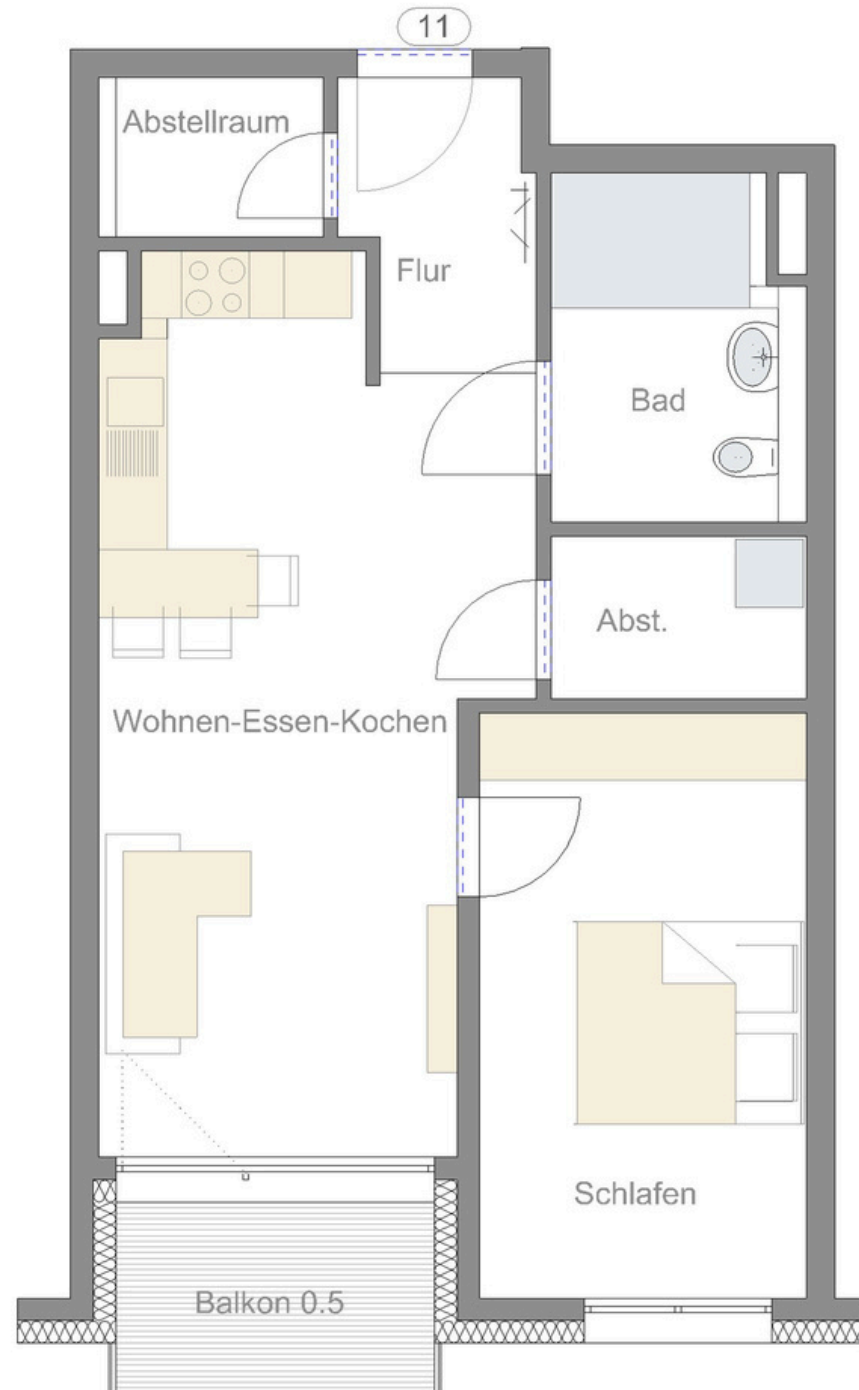 11
Abstellraum
Flur
Bad
Abst.
Wohnen-Essen-Kochen
Schlafen
Balkon 0.5